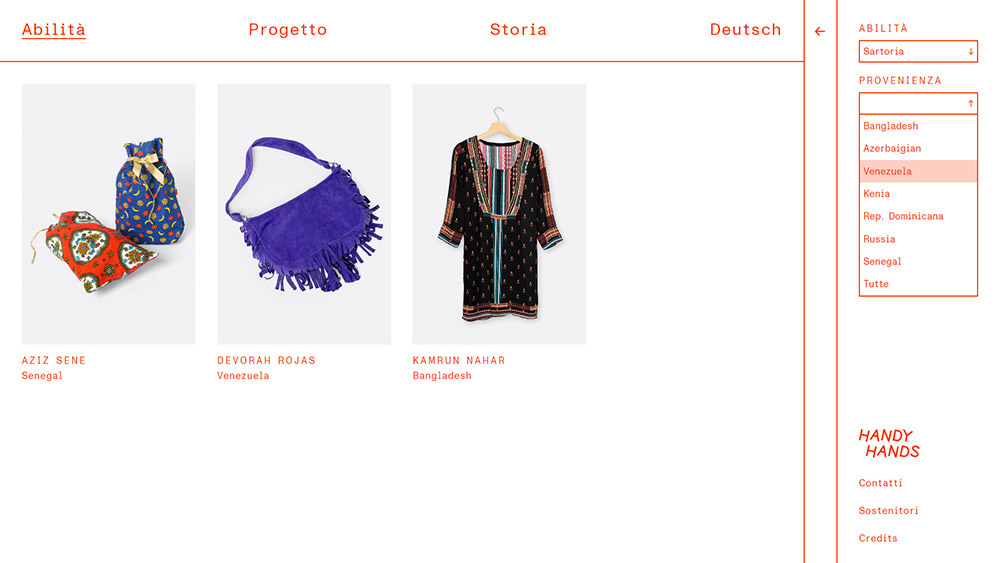 Abilità
Progetto
Storia
Deutsch
←
ABILITÀ
Sartoria ↓
PROVENIENZA
↑
Bangladesh
Azerbaigian
Venezuela
Kenia
Rep. Dominicana
Russia
Senegal
Tutte
AZIZ SENE
Senegal
DEVORAH ROJAS
Venezuela
KAMRUN NAHAR
Bangladesh
HANDY
HANDS
Contatti
Sostenitori
Credits